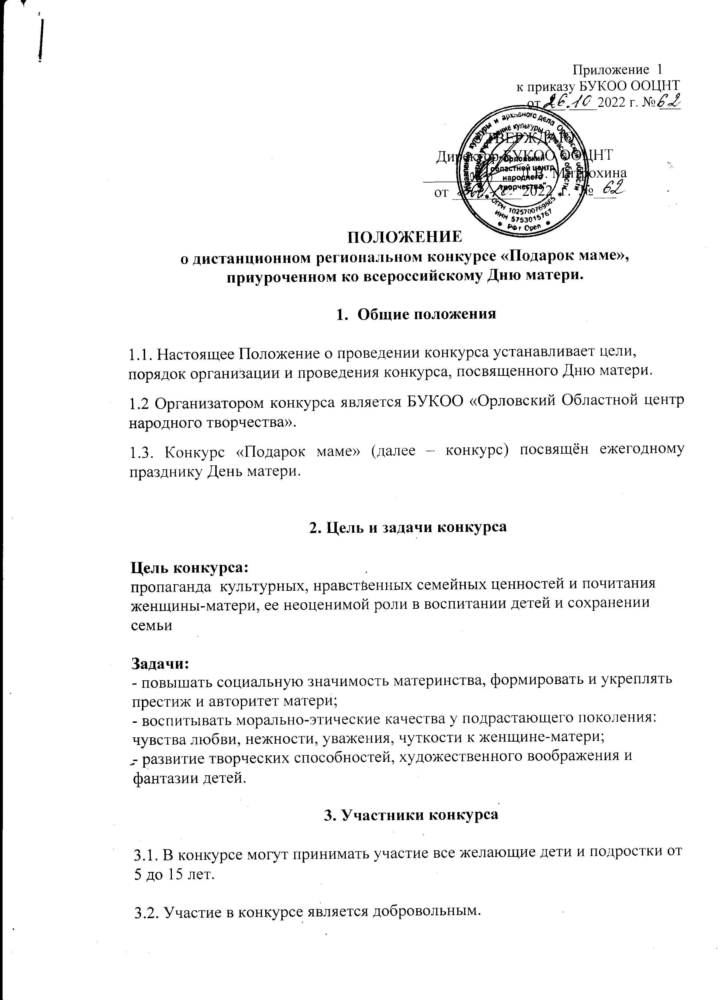 Приложение 1
к приказу БУКОО ООЦНТ
от 26.10 2022 г. № 62
УТВЕРЖДАЮ
Директор БУКОО ООЦНТ
Митрохина
от 26.10. 2022 г. № 62
Управление культуры и архивного дела Орловской области
учреждение культуры Орловской области
"Орловский
областной центр
народного
творчества"
ОГРН 1025700769885
ИНН 5753015767
РФ г Орел
ПОЛОЖЕНИЕ
о дистанционном региональном конкурсе «Подарок маме»,
приуроченном ко всероссийскому Дню матери.
1. Общие положения
1.1. Настоящее Положение о проведении конкурса устанавливает цели,
порядок организации и проведения конкурса, посвященного Дню матери.
1.2 Организатором конкурса является БУКОО «Орловский Областной центр
народного творчества».
1.3. Конкурс «Подарок маме» (далее – конкурс) посвящён ежегодному
празднику День матери.
2. Цель и задачи конкурса
Цель конкурса:
пропаганда культурных, нравственных семейных ценностей и почитания
женщины-матери, ее неоценимой роли в воспитании детей и сохранении
семьи
Задачи:
- повышать социальную значимость материнства, формировать и укреплять
престиж и авторитет матери;
- воспитывать морально-этические качества у подрастающего поколения:
чувства любви, нежности, уважения, чуткости к женщине-матери;
- развитие творческих способностей, художественного воображения и
фантазии детей.
3. Участники конкурса
3.1. В конкурсе могут принимать участие все желающие дети и подростки от
5 до 15 лет.
3.2. Участие в конкурсе является добровольным.